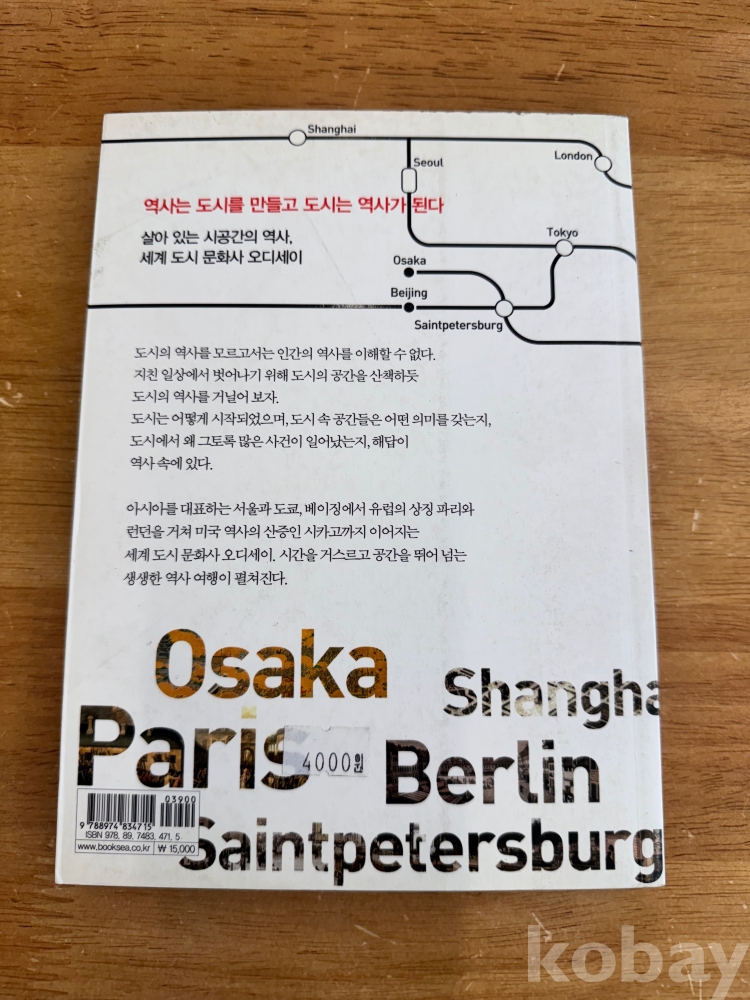 Shanghai
Seoul
London
역사는 도시를 만들고 도시는 역사가 된다
살아 있는 시공간의 역사,
세계 도시 문화사 오디세이
Tokyo
Osaka
Beijing
Saintpetersburg
도시의 역사를 모르고서는 인간의 역사를 이해할 수 없다.
지친 일상에서 벗어나기 위해 도시의 공간을 산책하듯
도시의 역사를 거닐어 보자.
도시는 어떻게 시작되었으며, 도시 속 공간들은 어떤 의미를 갖는지,
도시에서 왜 그토록 많은 사건이 일어났는지, 해답이
역사 속에 있다.
아시아를 대표하는 서울과 도쿄, 베이징에서 유럽의 상징 파리와
런던을 거쳐 미국 역사의 산증인 시카고까지 이어지는
세계 도시 문화사 오디세이. 시간을 거스르고 공간을 뛰어 넘는
생생한 역사 여행이 펼쳐진다.
Osaka
Shangha
Paris
4000원
Berlin
03900
9 788974 834715
ISBN 978. 89. 7483. 471. 5
www.booksea.co.kr ₩ 15,000
Saintpetersburg
kobay